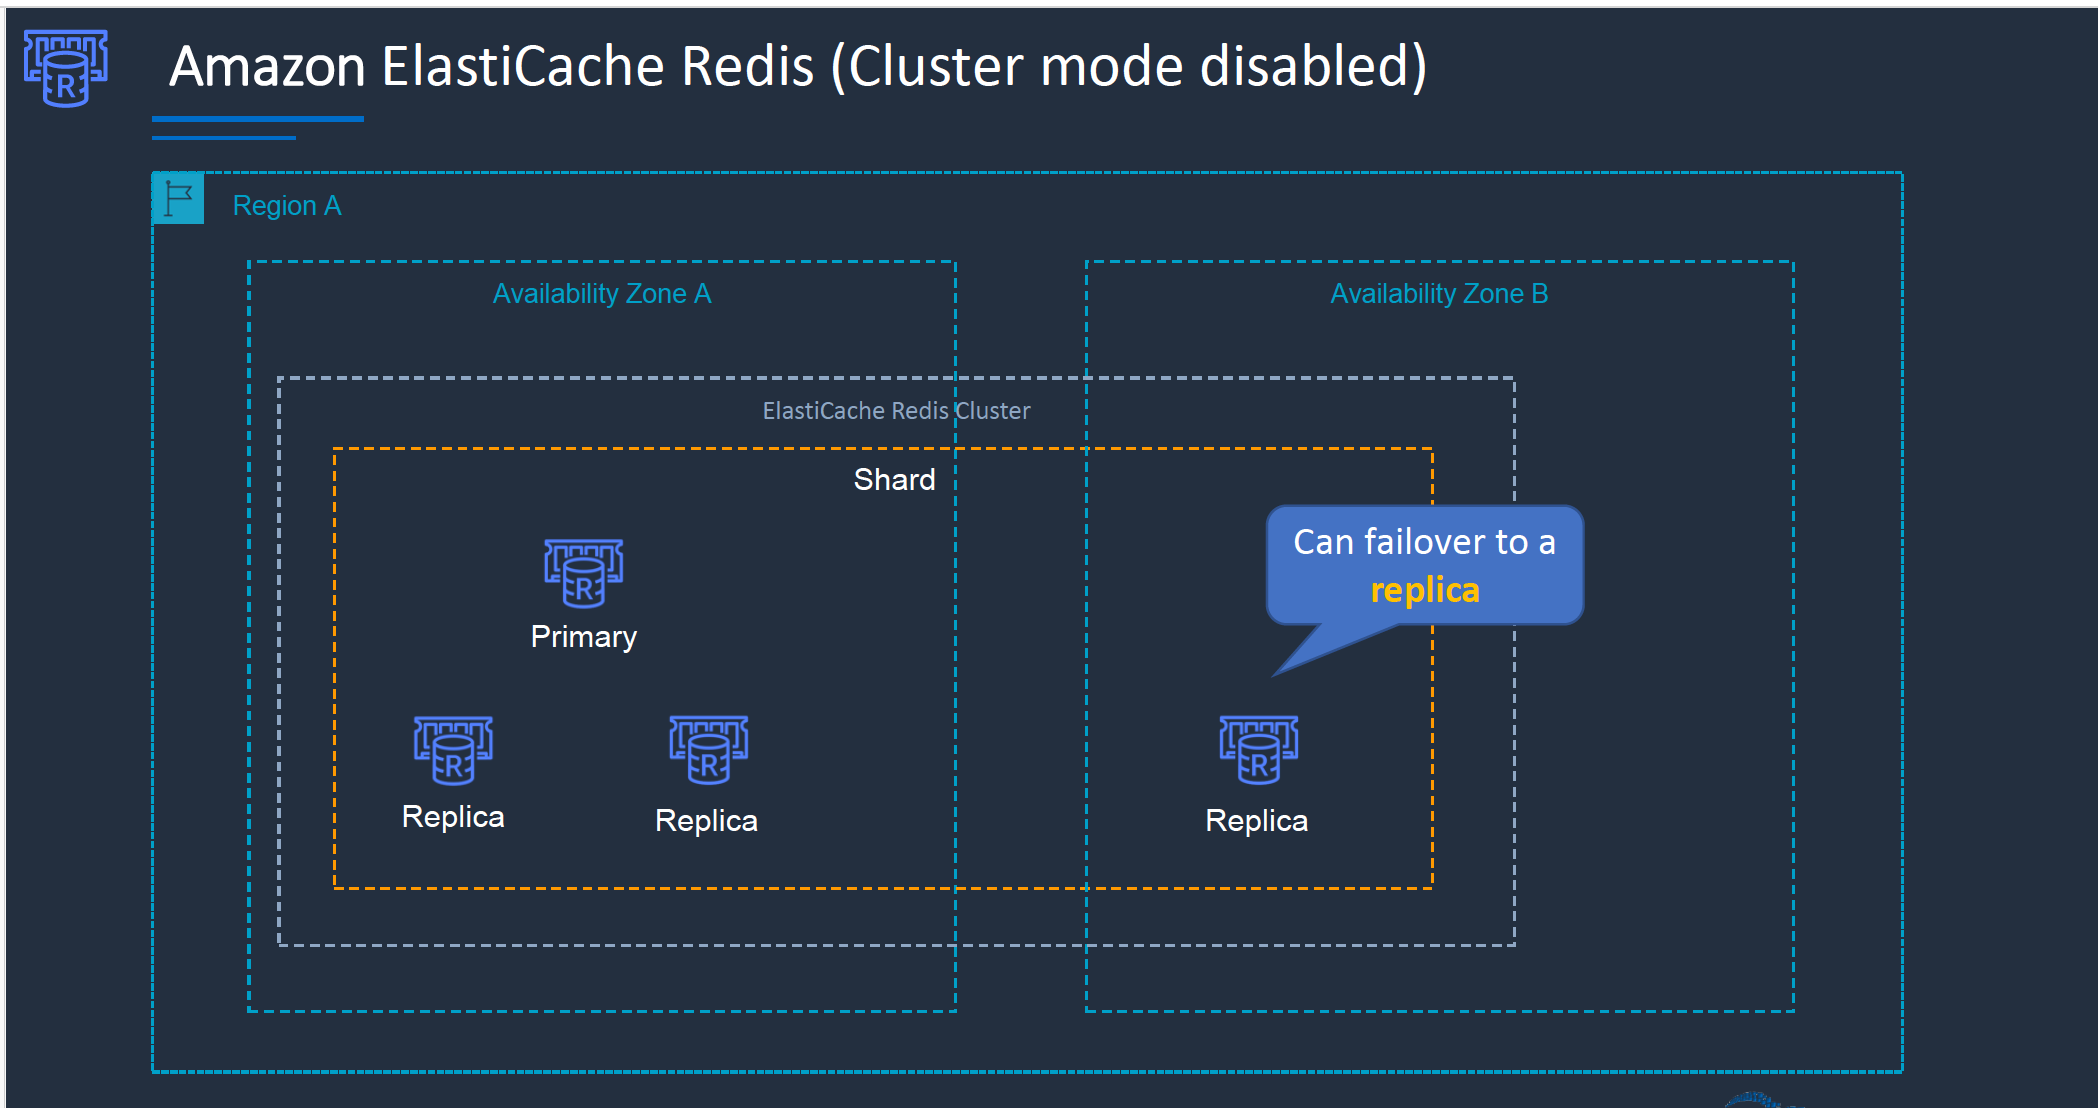 R
Amazon ElastiCache Redis (Cluster mode disabled)
Region A
Availability Zone A
Availability Zone B
ElastiCache Redis Cluster
Shard
Can failover to a
replica
R
Primary
R
R
R
Replica
Replica
Replica